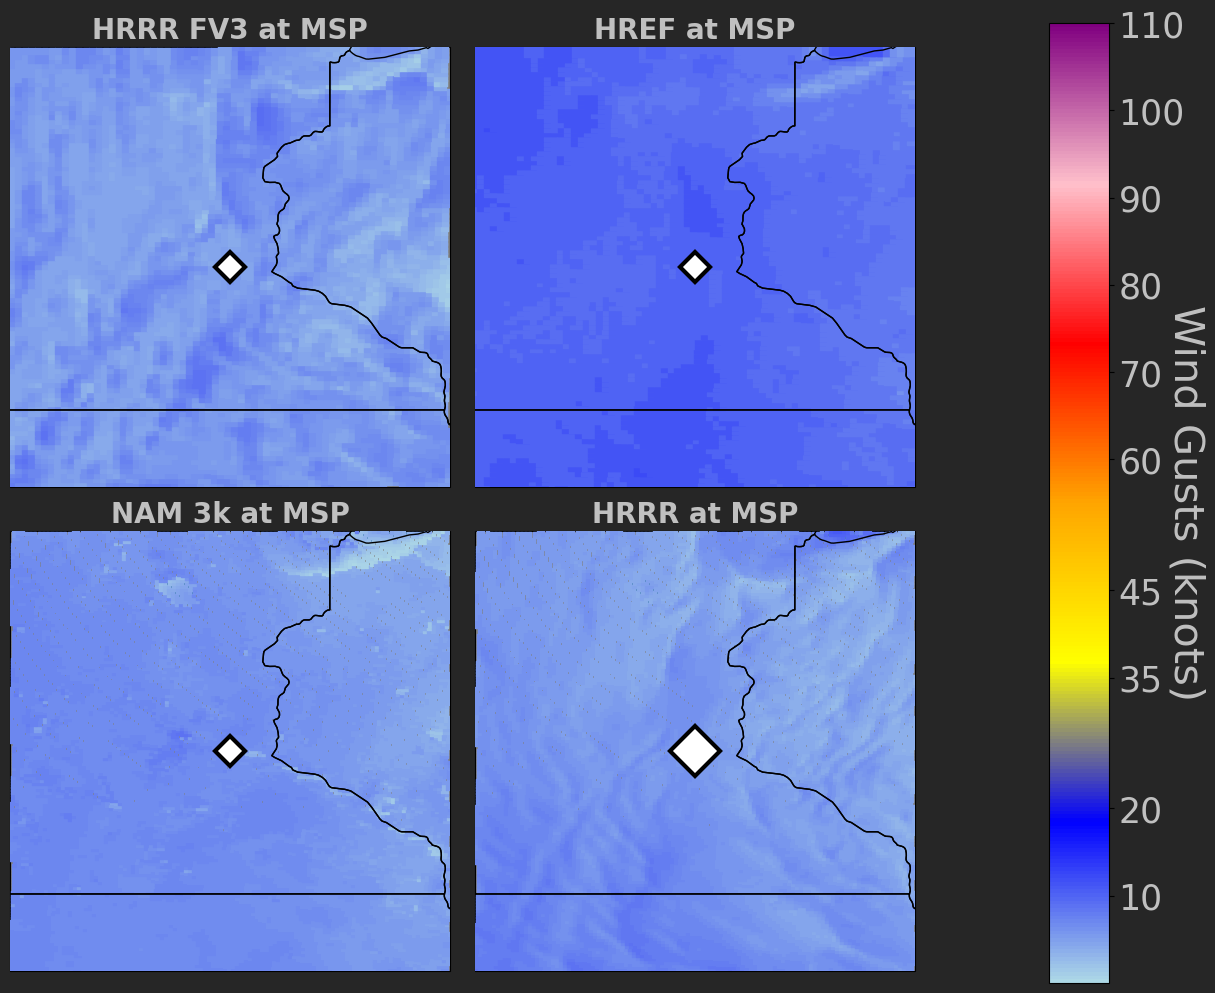 HRRR FV3 at MSP
HREF at MSP
NAM 3k at MSP
HRRR at MSP
110
100
90
80
70
60
45
35
20
10
Wind Gusts (knots)